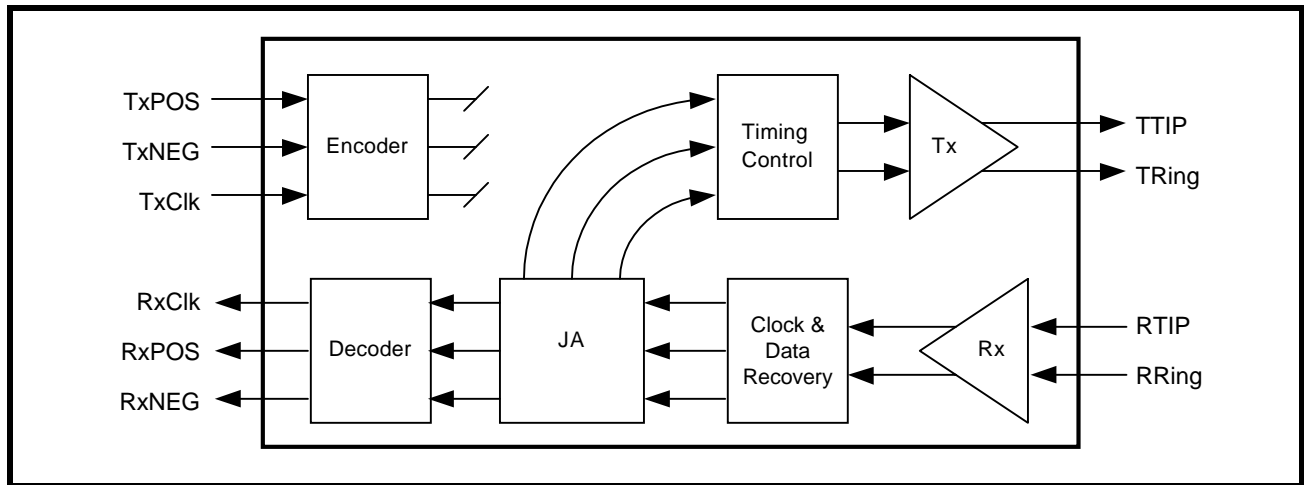 TxPOS
TxNEG
TxClk
Encoder
Timing
Control
Tx
TTIP
TRing
RxClk
RxPOS
RxNEG
Decoder
JA
Clock &
Data
Recovery
Rx
RTIP
RRing